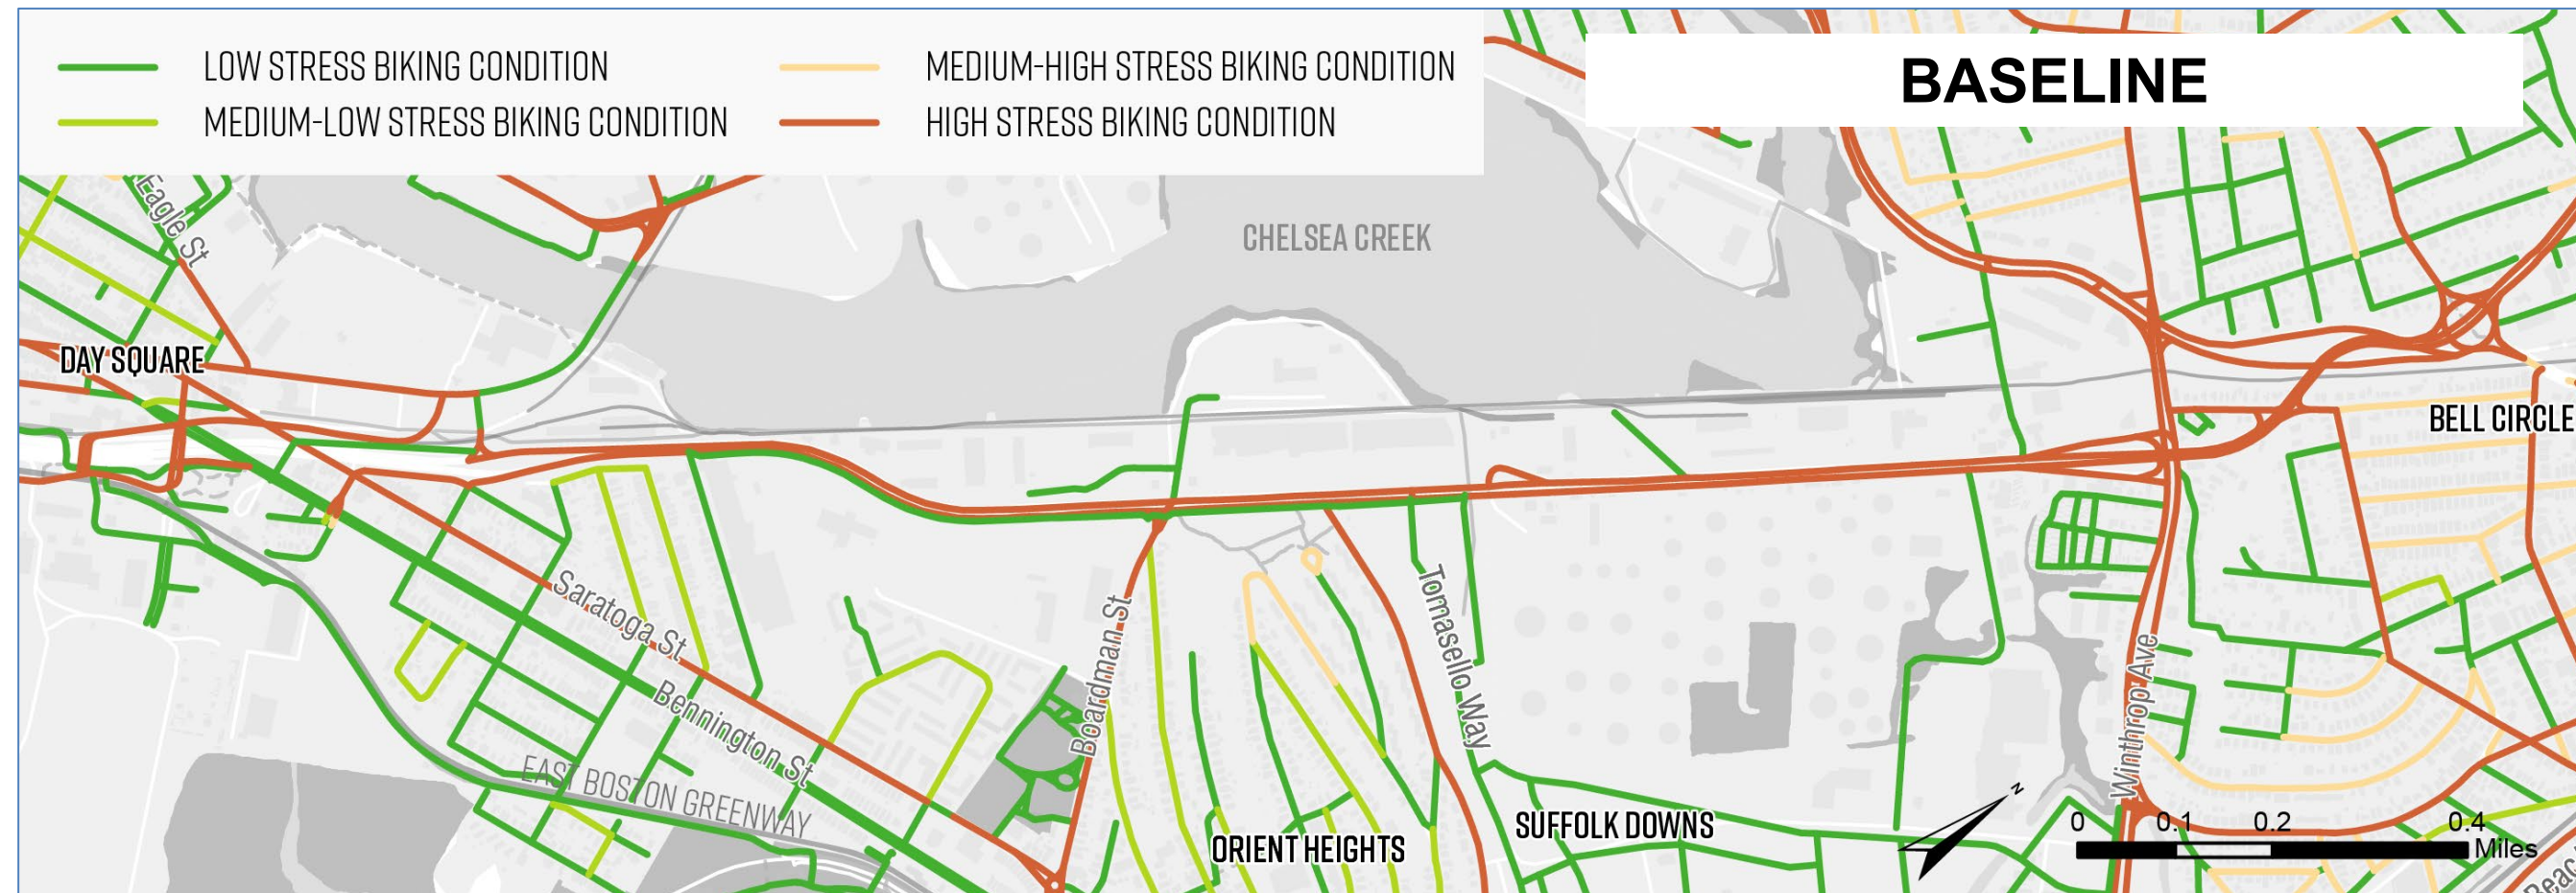 LOW STRESS BIKING CONDITION
MEDIUM-LOW STRESS BIKING CONDITION
MEDIUM-HIGH STRESS BIKING CONDITION
HIGH STRESS BIKING CONDITION
BASELINE
Eagle St
CHELSEA CREEK
DAY SQUARE
BELL CIRCLE
Saratoga St
Boardman St
Tomasello Way
Winthrop Ave
Bennington St
EAST BOSTON GREENWAY
ORIENT HEIGHTS
SUFFOLK DOWNS
N
0 0.1 0.2 0.4
Miles